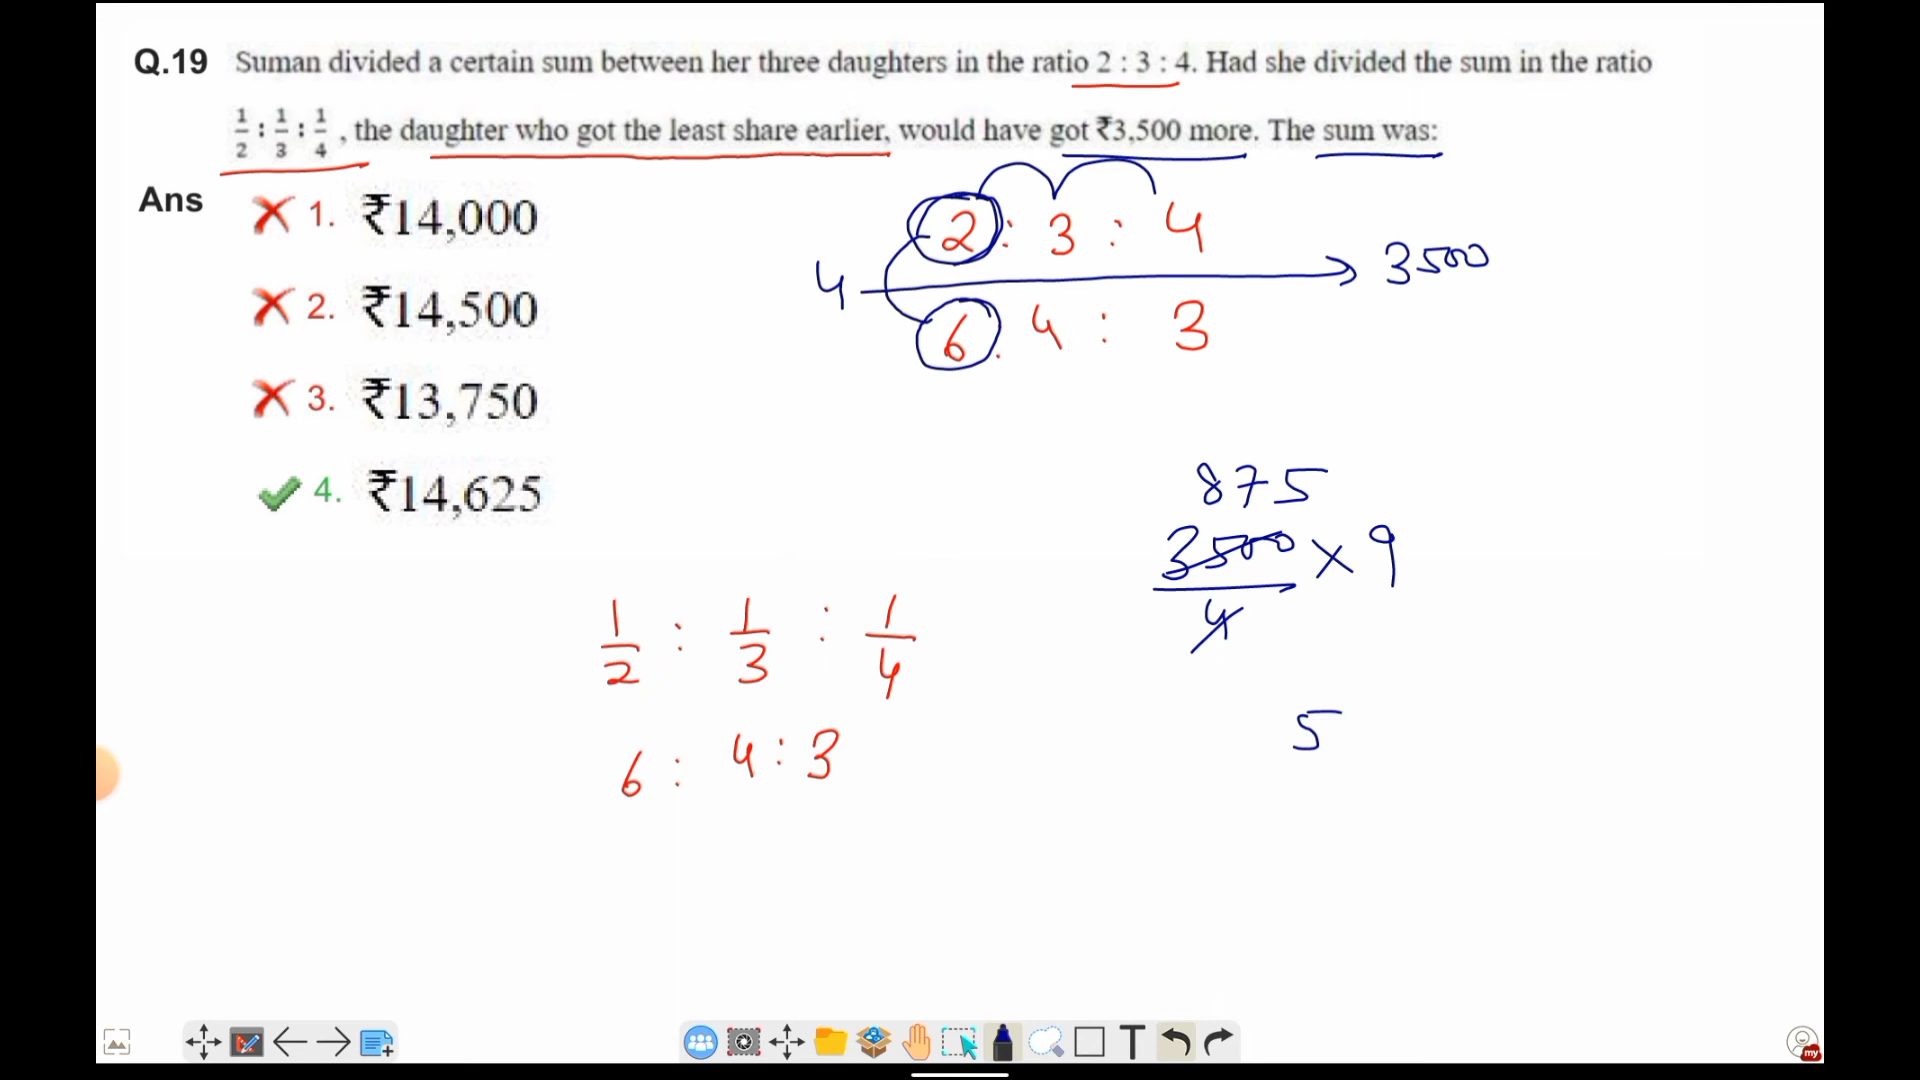 Q.19 Suman divided a certain sum between her three daughters in the ratio 2 : 3 : 4. Had she divided the sum in the ratio
1/2 : 1/3 : 1/4 , the daughter who got the least share earlier, would have got ₹3,500 more. The sum was:
Ans
1. ₹14,000
2. ₹14,500
3. ₹13,750
4. ₹14,625
2 : 3 : 4
4 → 3500
6 : 4 : 3
875
3500/4 × 9
1/2 : 1/3 : 1/4
5
6 : 4 : 3
T
my